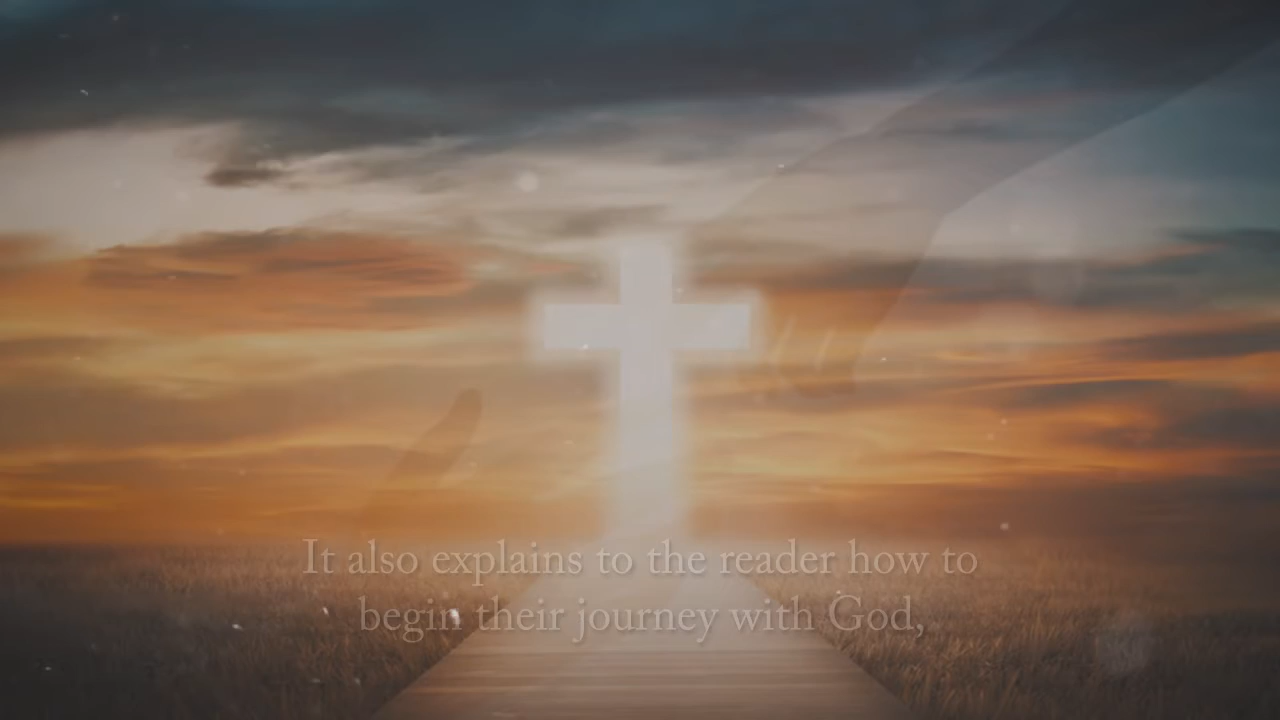 It also explains to the reader how to
begin their journey with God,